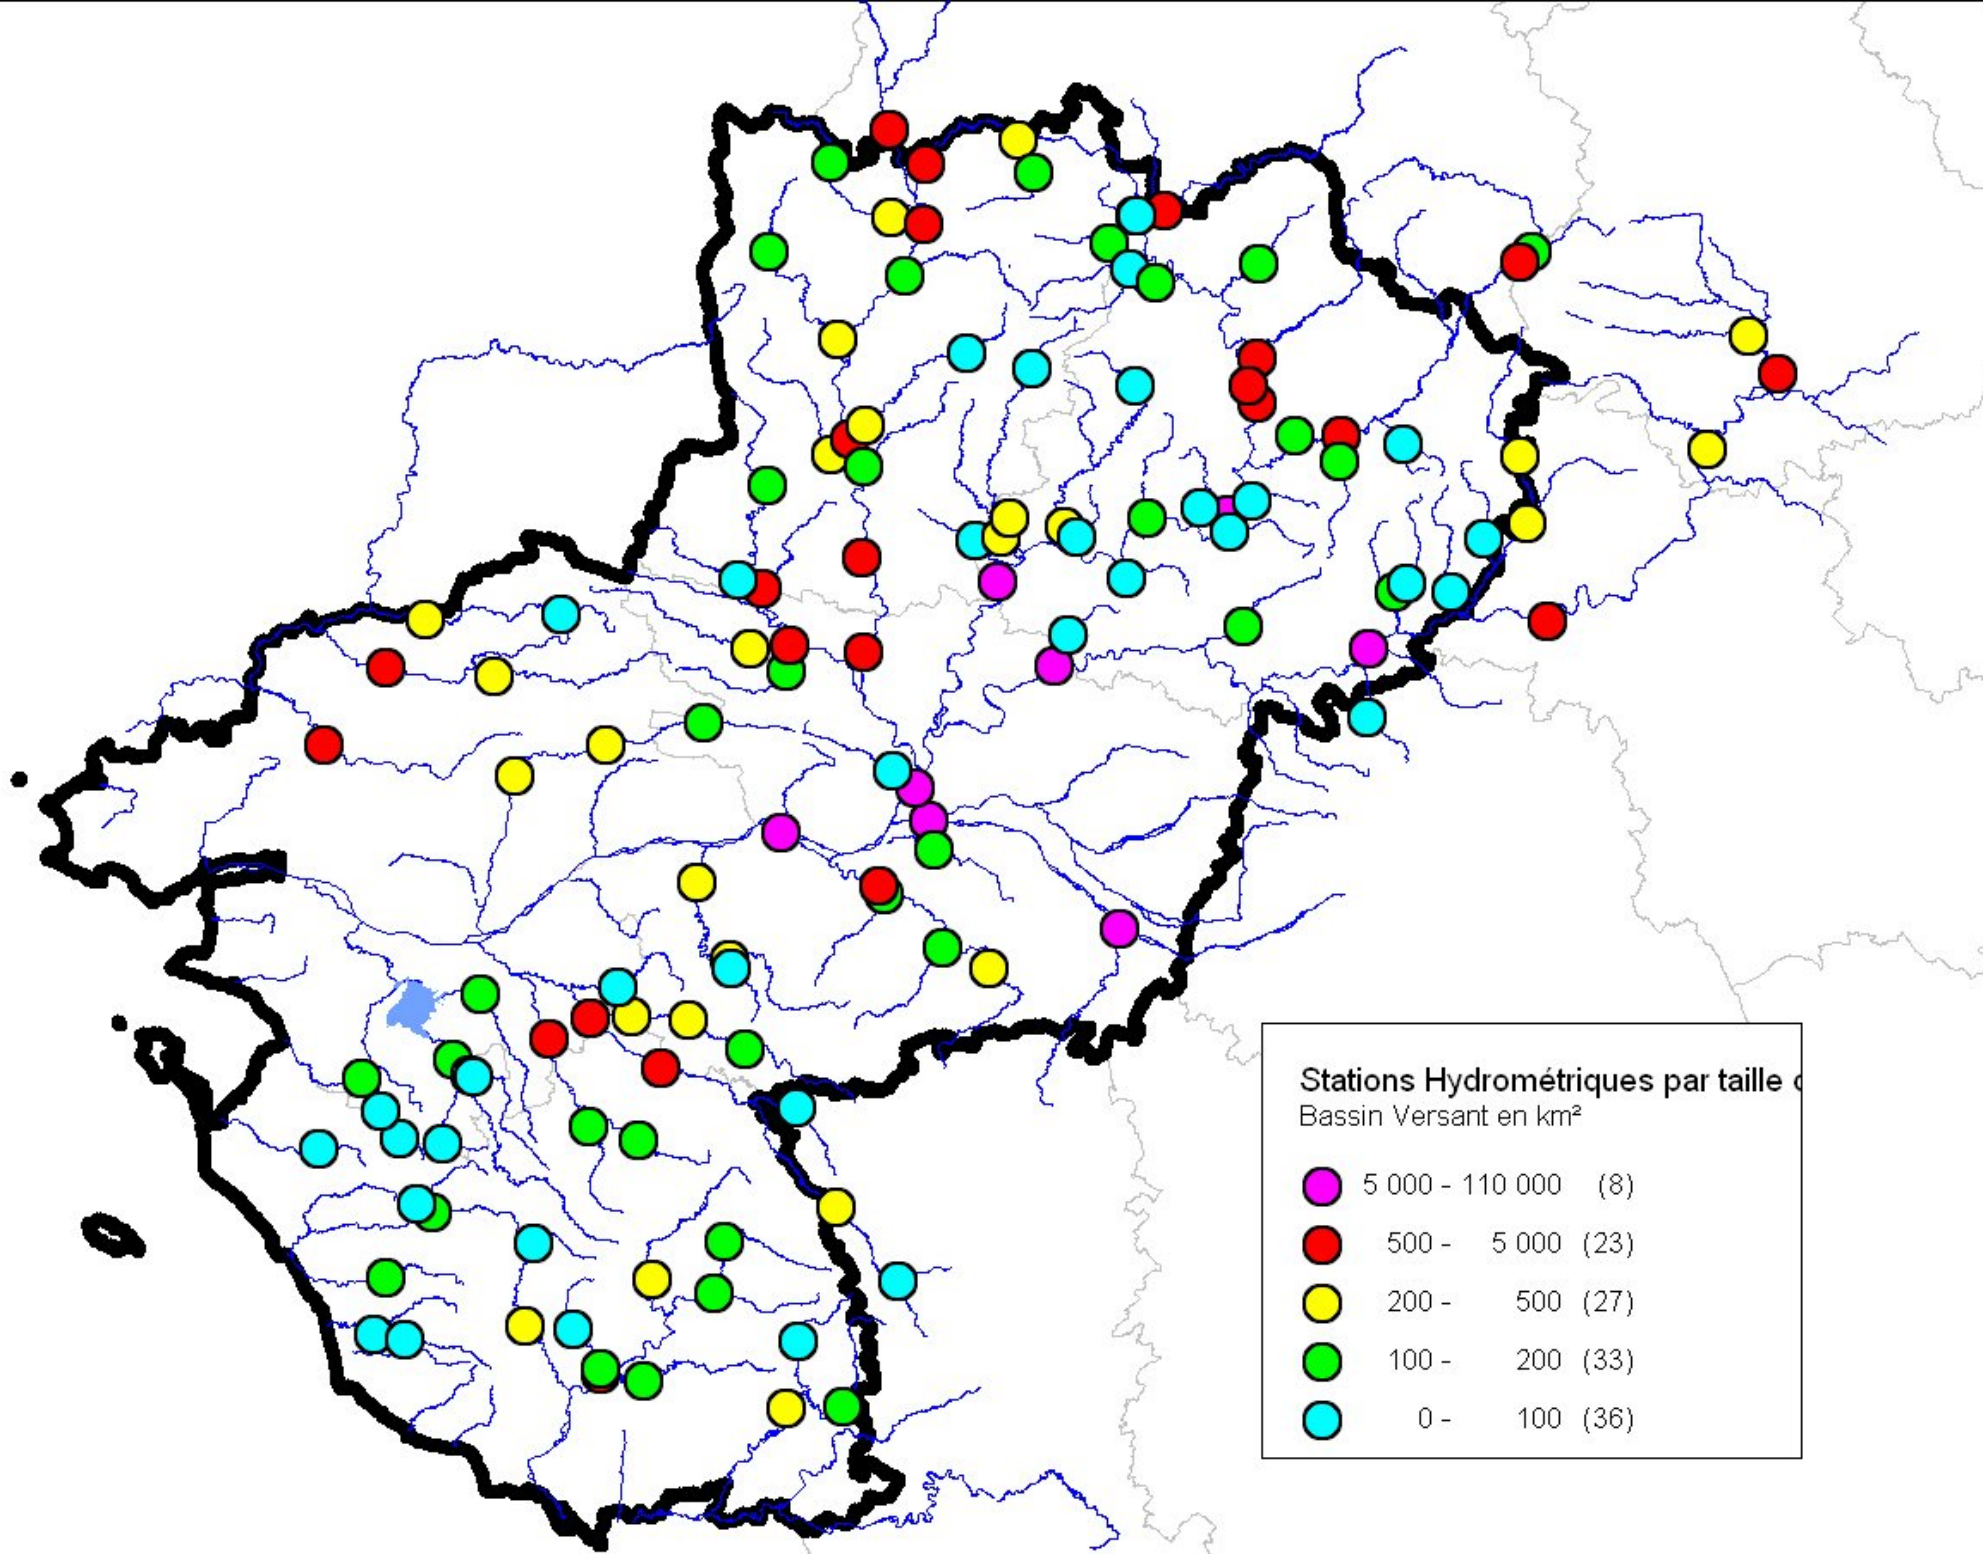 Stations Hydrométriques par taille
Bassin Versant en km²
5 000 - 110 000 (8)
500 - 5 000 (23)
200 - 500 (27)
100 - 200 (33)
0 - 100 (36)